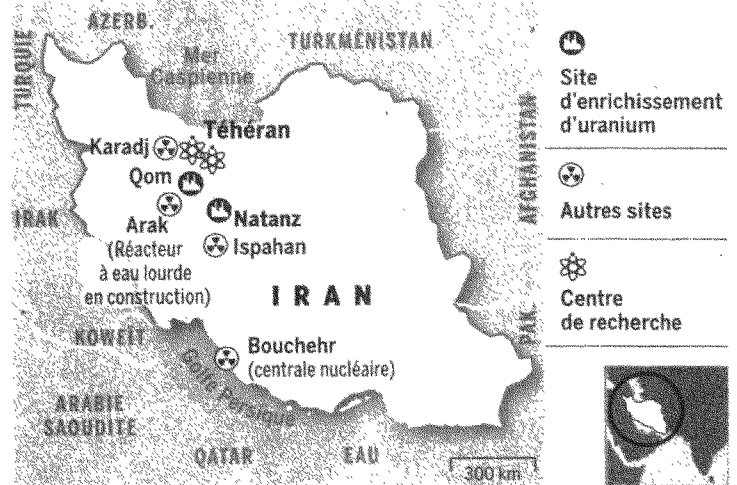 AZERB.
TURQUIE
Mer
Caspienne
TURKMÉNISTAN
Téhéran
Karadj
Qom
Arak
(Réacteur
à eau lourde
en construction)
Natanz
Ispahan
IRAK
IRAN
AFGHANISTAN
PAK.
KOWEÏT
Bouchehr
(centrale nucléaire)
Golfe Persique
ARABIE
SAOUDITE
QATAR
EAU
300 km
Site
d'enrichissement
d'uranium
Autres sites
Centre
de recherche